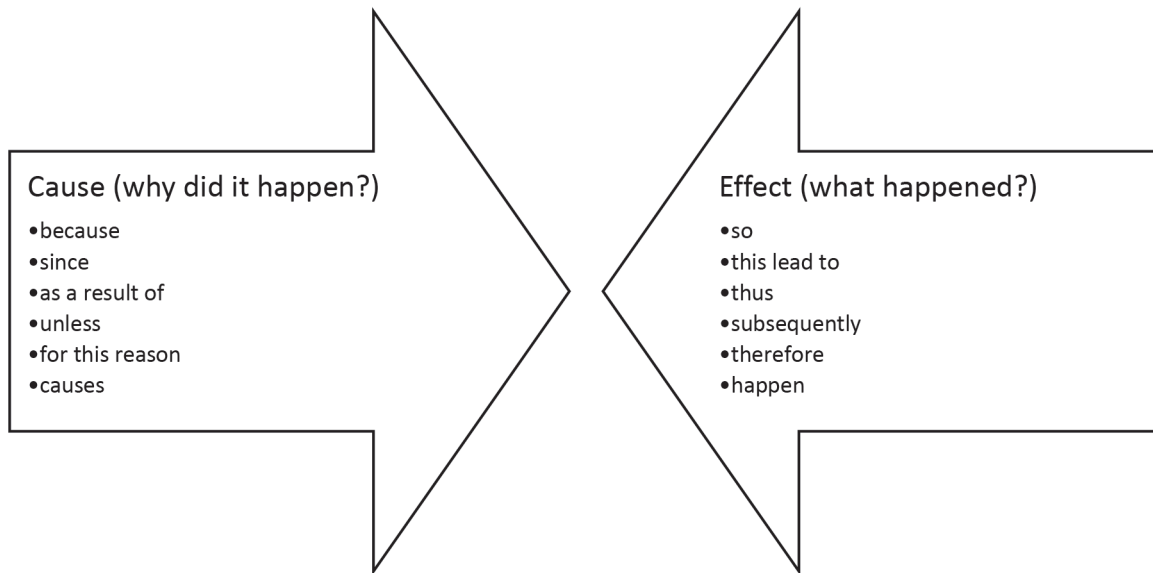 Cause (why did it happen?)
•because
•since
•as a result of
•unless
•for this reason
•causes
Effect (what happened?)
•so
•this lead to
•thus
•subsequently
•therefore
•happen